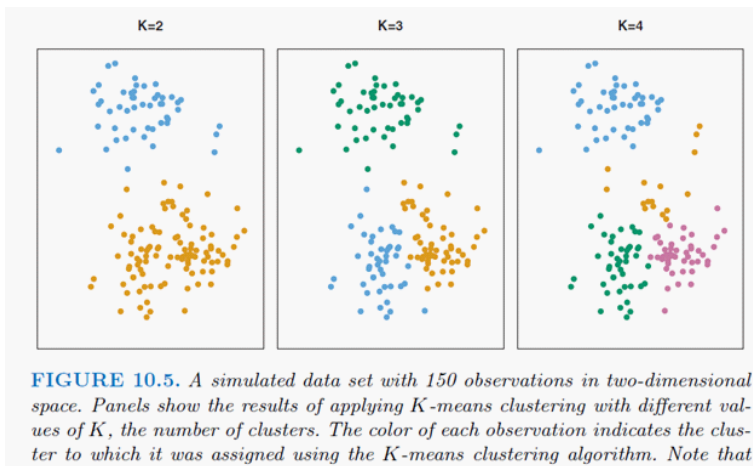 K=2 K=3 K=4
FIGURE 10.5. A simulated data set with 150 observations in two-dimensional
space. Panels show the results of applying K-means clustering with different val-
ues of K, the number of clusters. The color of each observation indicates the clus-
ter to which it was assigned using the K-means clustering algorithm. Note that